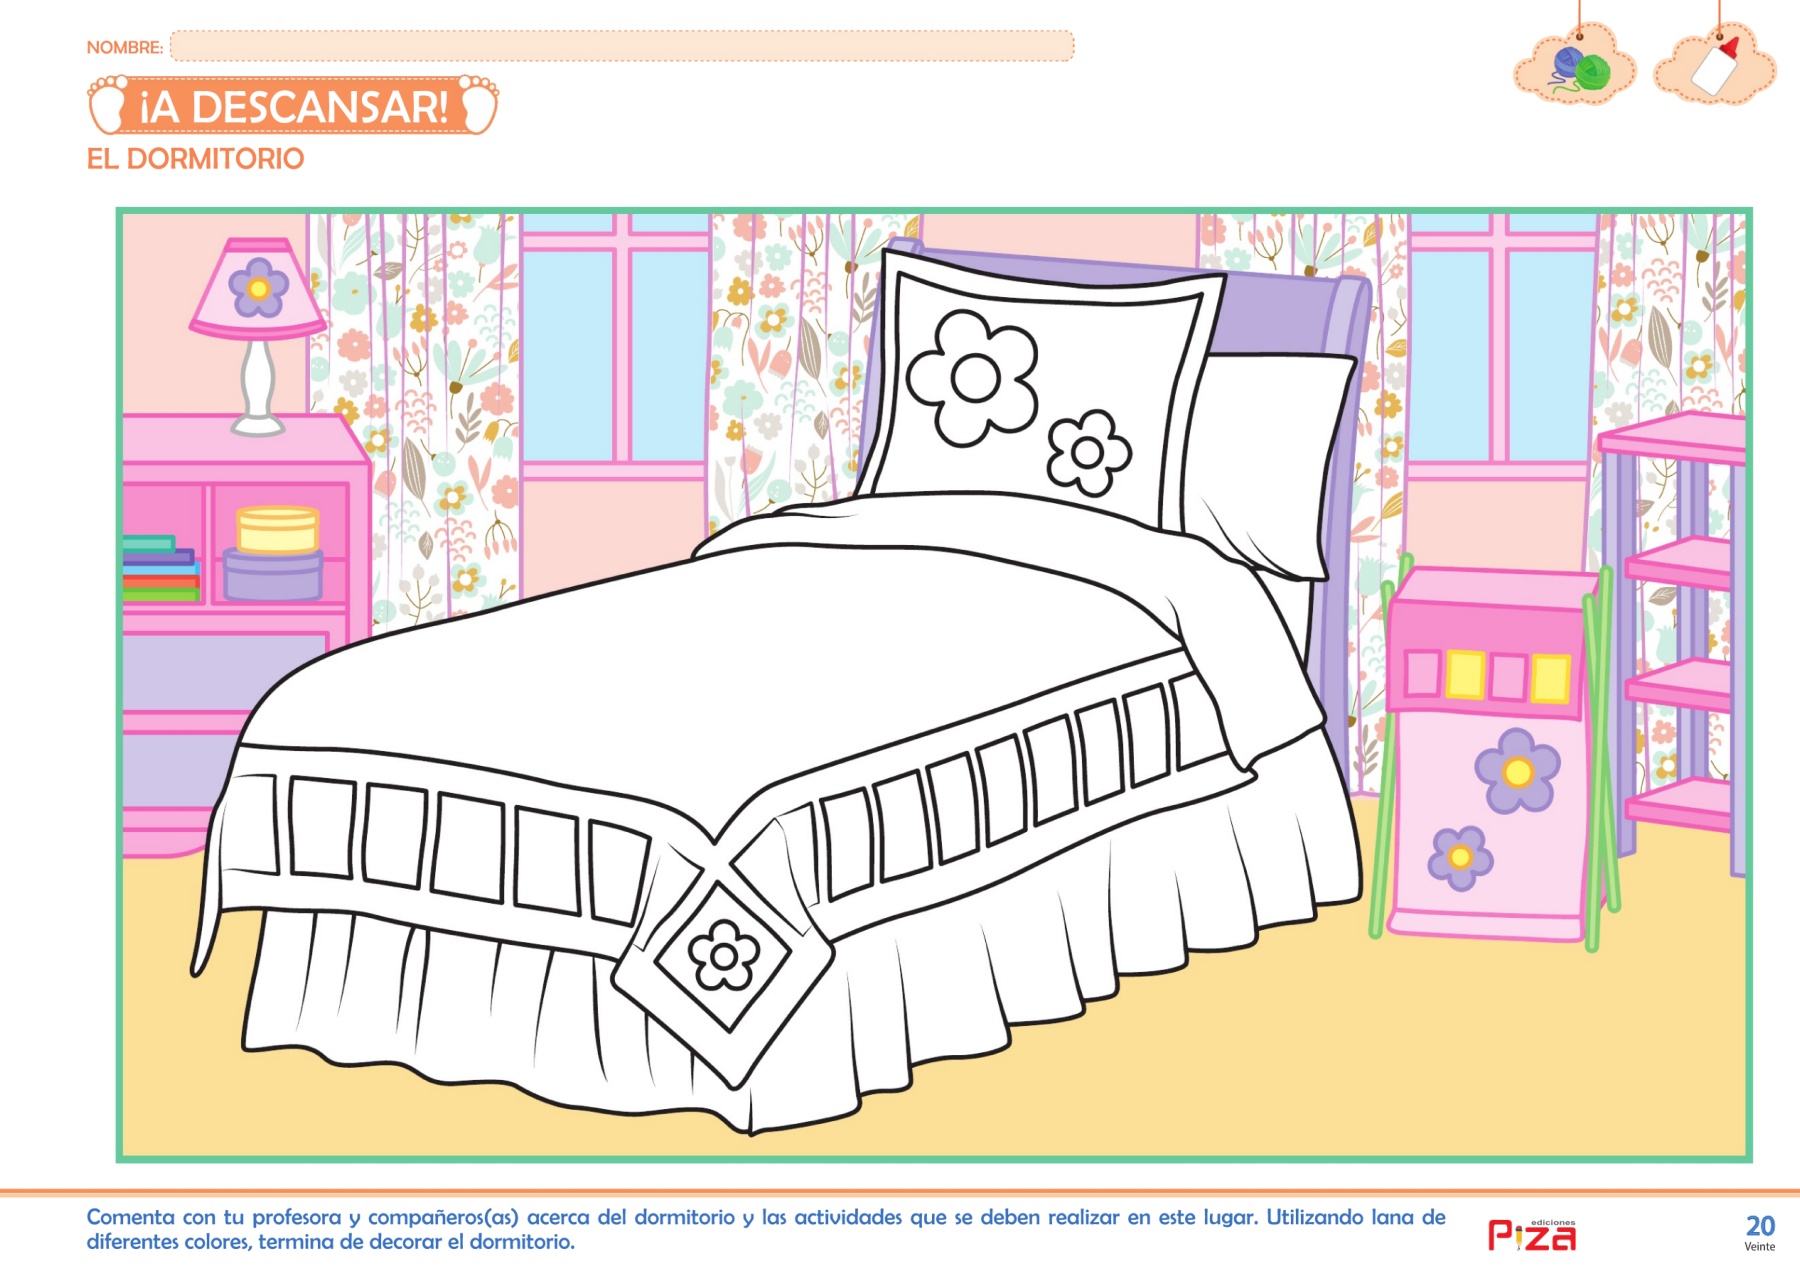 NOMBRE:
¡A DESCANSAR!
EL DORMITORIO
Comenta con tu profesora y compañeros(as) acerca del dormitorio y las actividades que se deben realizar en este lugar. Utilizando lana de
diferentes colores, termina de decorar el dormitorio.
ediciones
Piza
20
Veinte